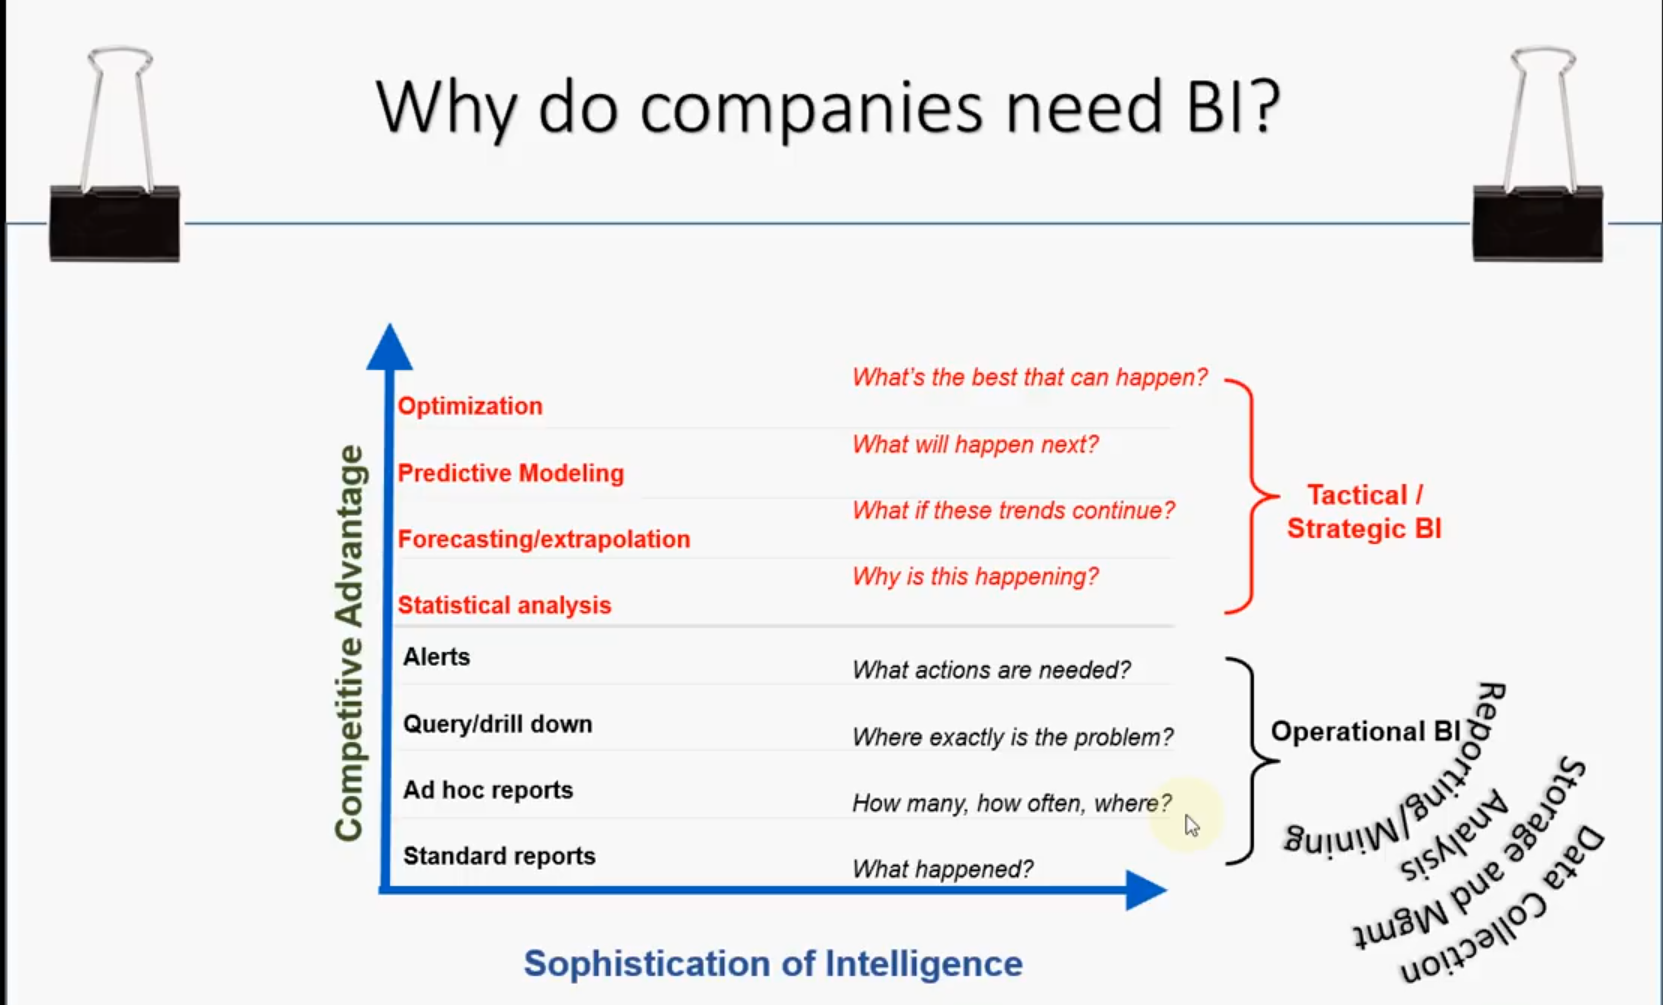 Why do companies need BI?
Competitive Advantage
What's the best that can happen?
Optimization
What will happen next?
Predictive Modeling
What if these trends continue?
Forecasting/extrapolation
Why is this happening?
Statistical analysis
Tactical /
Strategic BI
Alerts
What actions are needed?
Query/drill down
Where exactly is the problem?
Ad hoc reports
How many, how often, where?
Standard reports
What happened?
Operational BI
Reporting/Mining
Analysis
Storage and Mgmt
Data Collection
Sophistication of Intelligence